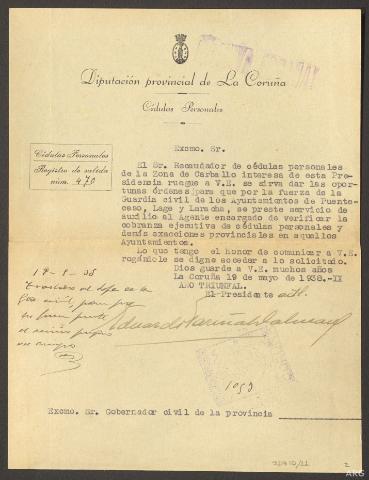 Diputación provincial de La Coruña
Cédulas Personales
Cédulas Personales
Registro de salida
núm. 470
Excmo. Sr.
El Sr. Recaudador de cédulas personales
de la Zona de Carballo interesa de esta Pre-
sidencia ruegue a V.E. se sirva dar las opor-
tunas órdenes para que por la fuerza de la
Guardia civil de los Ayuntamientos de Puente-
ceso, Lage y Laracha, se preste servicio de
auxilio al Agente encargado de verificar la
cobranza ejecutiva de cédulas personales y
demás exacciones provinciales en aquellos
Ayuntamientos.
Lo que tengo el honor de comunicar a V.E.
rogándole se digne acceder a lo solicitado.
Dios guarde a V.E. muchos años
La Coruña 19 de mayo de 1938.-II
AÑO TRIUNFAL.
El Presidente
Eduardo
1053
Excmo. Sr. Gobernador civil de la provincia
2
ARG